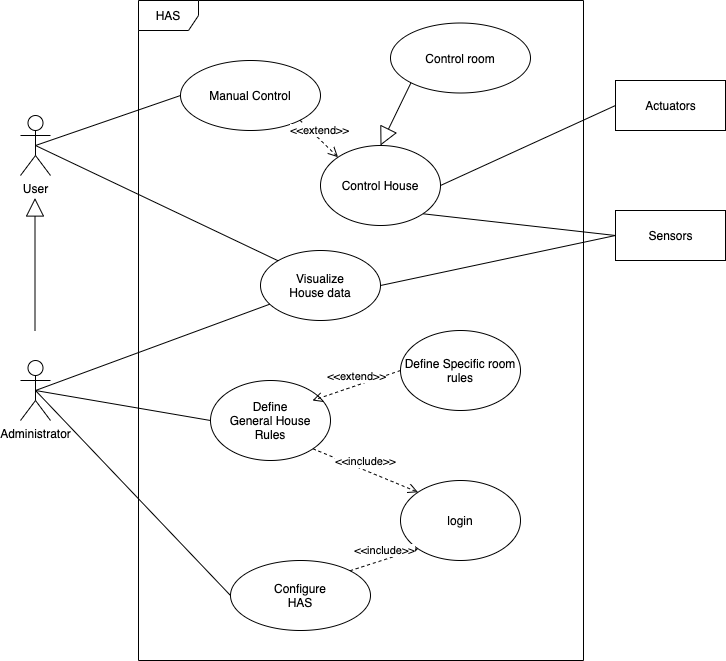 HAS
Control room
Manual Control
Actuators
<<extend>>
User
Control House
Sensors
Visualize
House data
Define Specific room
rules
<<extend>>
Administrator
Define
General House
Rules
<<include>>
login
<<include>>
Configure
HAS